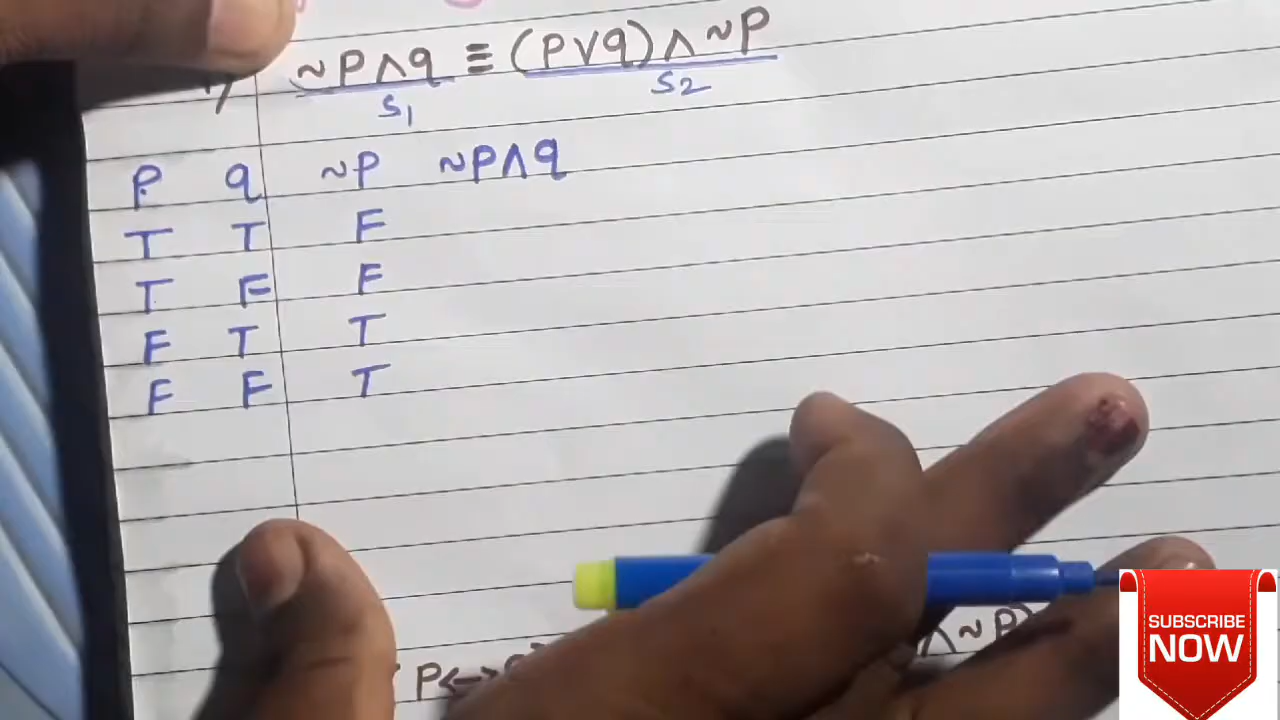 ~P∧q ≡ (P∨q)∧~P
S1 S2
P q ~P ~P∧q
T T F
T F F
F T T
F F T
P↔
∧~P)
SUBSCRIBE
NOW